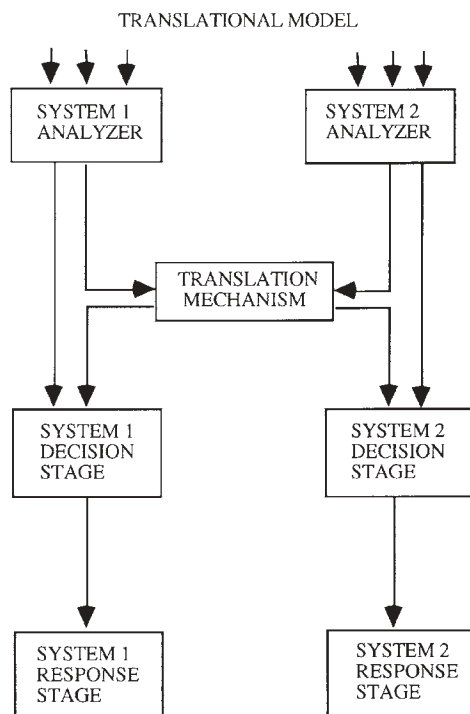 TRANSLATIONAL MODEL
SYSTEM 1
ANALYZER
SYSTEM 2
ANALYZER
TRANSLATION
MECHANISM
SYSTEM 1
DECISION
STAGE
SYSTEM 2
DECISION
STAGE
SYSTEM 1
RESPONSE
STAGE
SYSTEM 2
RESPONSE
STAGE